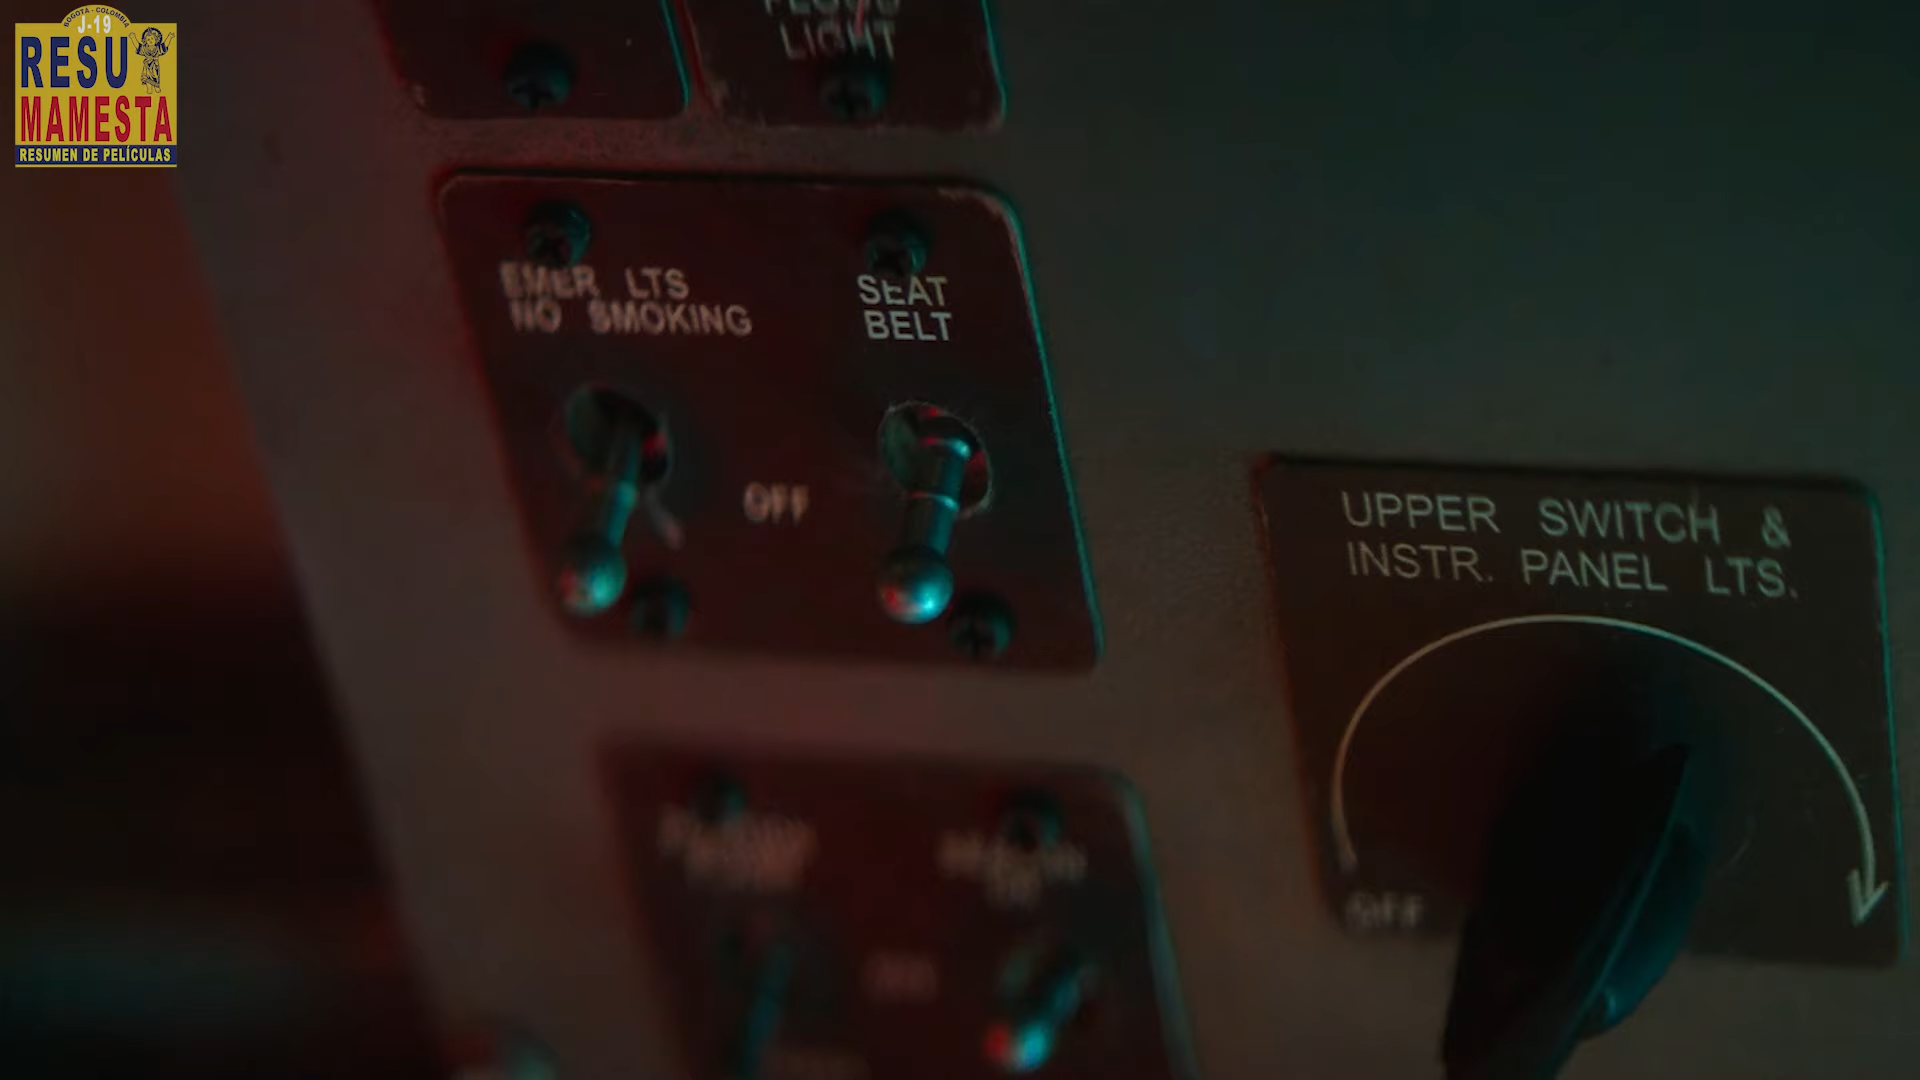 BOGOTA - COLOMBIA
J-19
RESU
MAMESTA
RESUMEN DE PELÍCULAS
FLOOD
LIGHT
EMER LTS
NO SMOKING
SEAT
BELT
OFF
UPPER SWITCH &
INSTR. PANEL LTS.
OFF